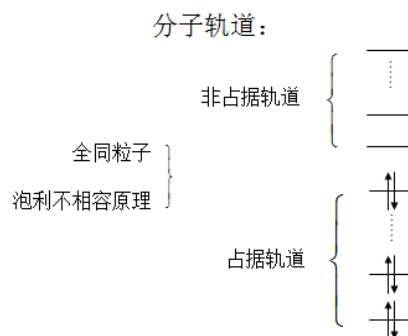 分子轨道：
非占据轨道
全同粒子
泡利不相容原理
占据轨道